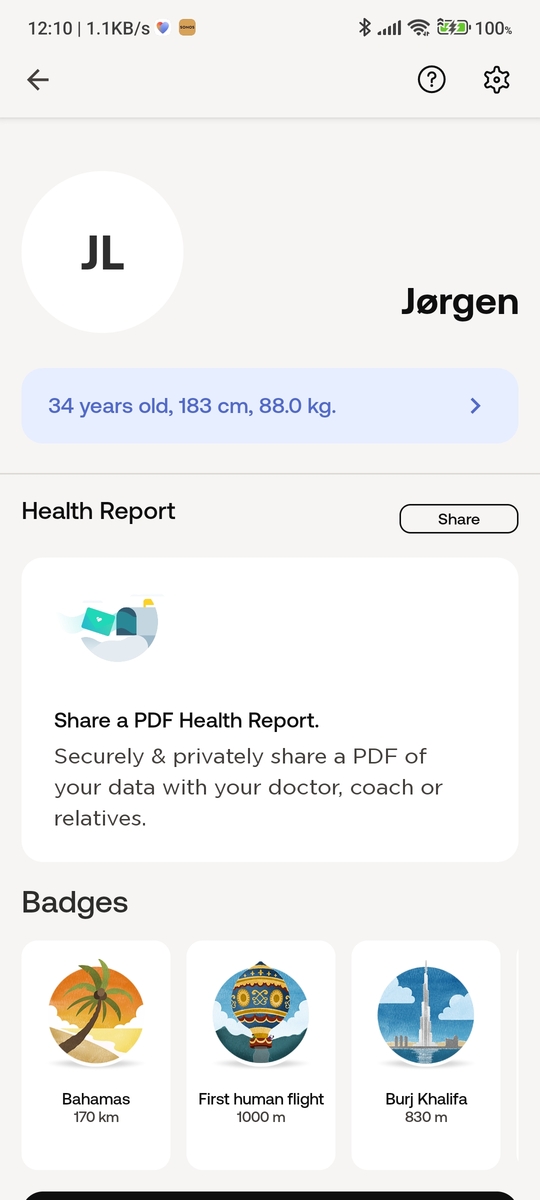 12:10 | 1.1KB/s
SONOS
100%
JL
Jørgen
34 years old, 183 cm, 88.0 kg.
Health Report
Share
Share a PDF Health Report.
Securely & privately share a PDF of
your data with your doctor, coach or
relatives.
Badges
Bahamas
170 km
First human flight
1000 m
Burj Khalifa
830 m